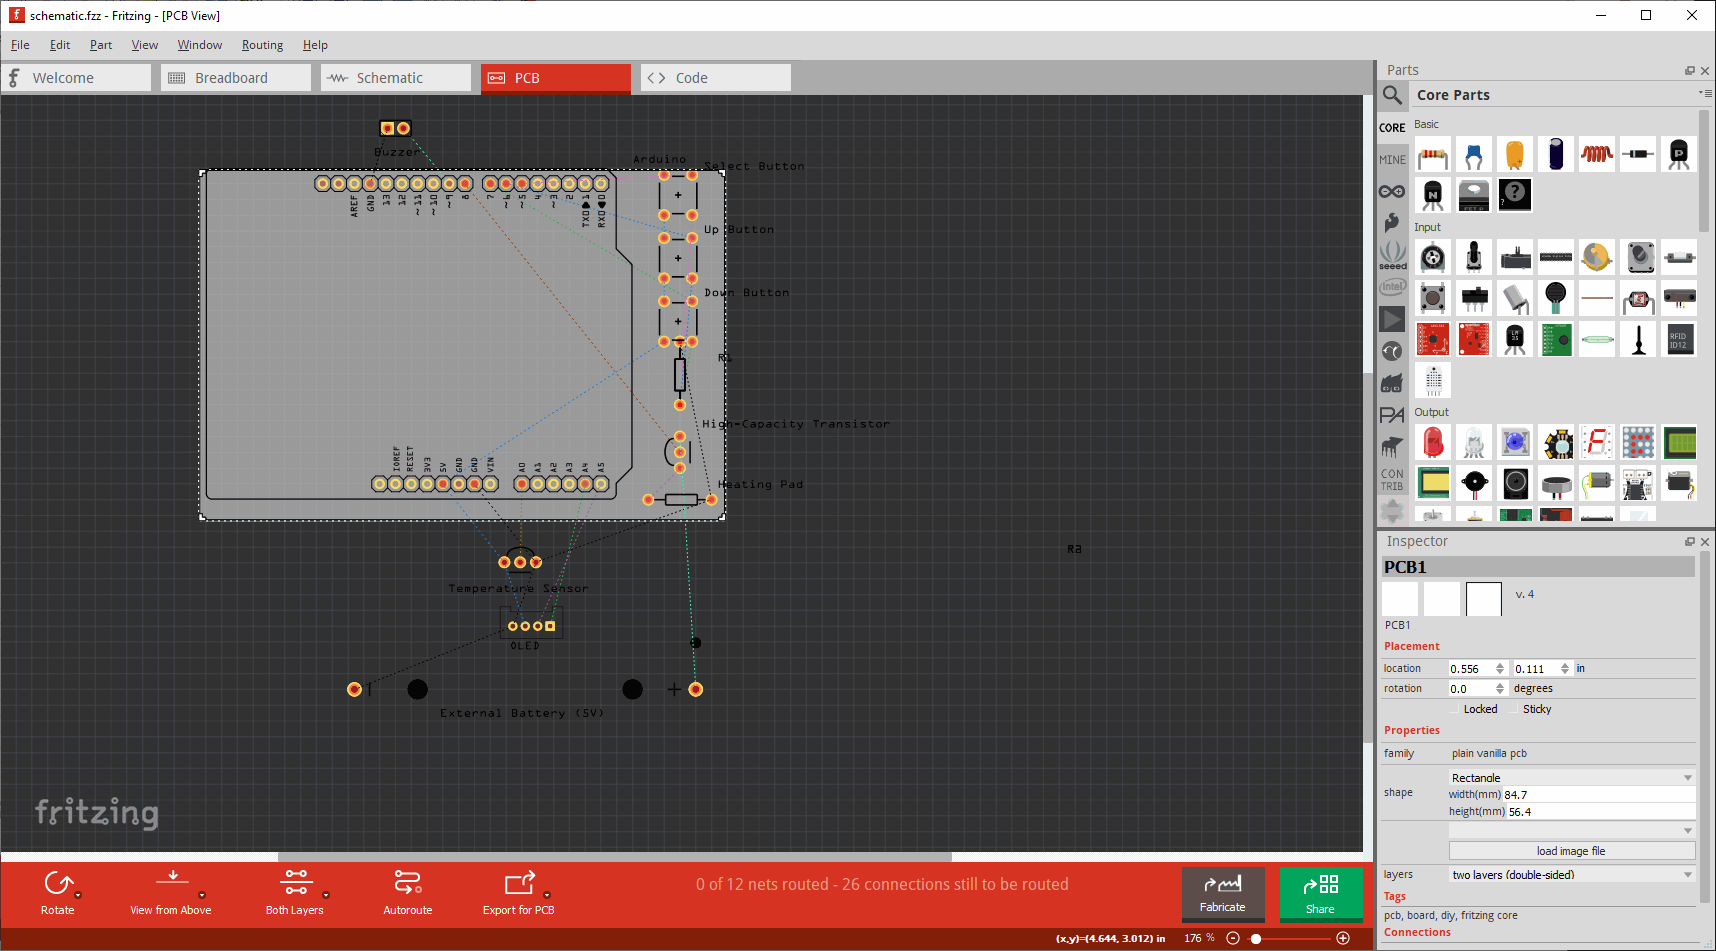 schematic.fzz - Fritzing - [PCB View]
File Edit Part View Window Routing Help
Welcome Breadboard Schematic PCB Code
Buzzer
Arduino
Select Button
AREF GND 13 12 ~11 ~10 ~9 8 7 ~6 ~5 4 ~3 2 TX0 1 RX0 0
Up Button
Down Button
R1
High-Capacity Transistor
IOREF RESET 3V3 5V GND GND VIN A0 A1 A2 A3 A4 A5
Heating Pad
Temperature Sensor
OLED
External Battery (5V)
fritzing
Parts
Core Parts
CORE
MINE
seeed
intel
PA
CON
TRIB
Basic
P
N
?
Input
RFID
ID12
Output
Inspector
PCB1
v. 4
PCB1
Placement
location 0.556 0.111 in
rotation 0.0 degrees
Locked Sticky
Properties
family plain vanilla pcb
shape Rectangle
width(mm) 84.7
height(mm) 56.4
load image file
layers two layers (double-sided)
Tags
pcb, board, diy, fritzing core
Connections
Rotate
View from Above
Both Layers
Autoroute
Export for PCB
0 of 12 nets routed - 26 connections still to be routed
Fabricate
Share
(x,y)=(4.644, 3.012) in 176 %